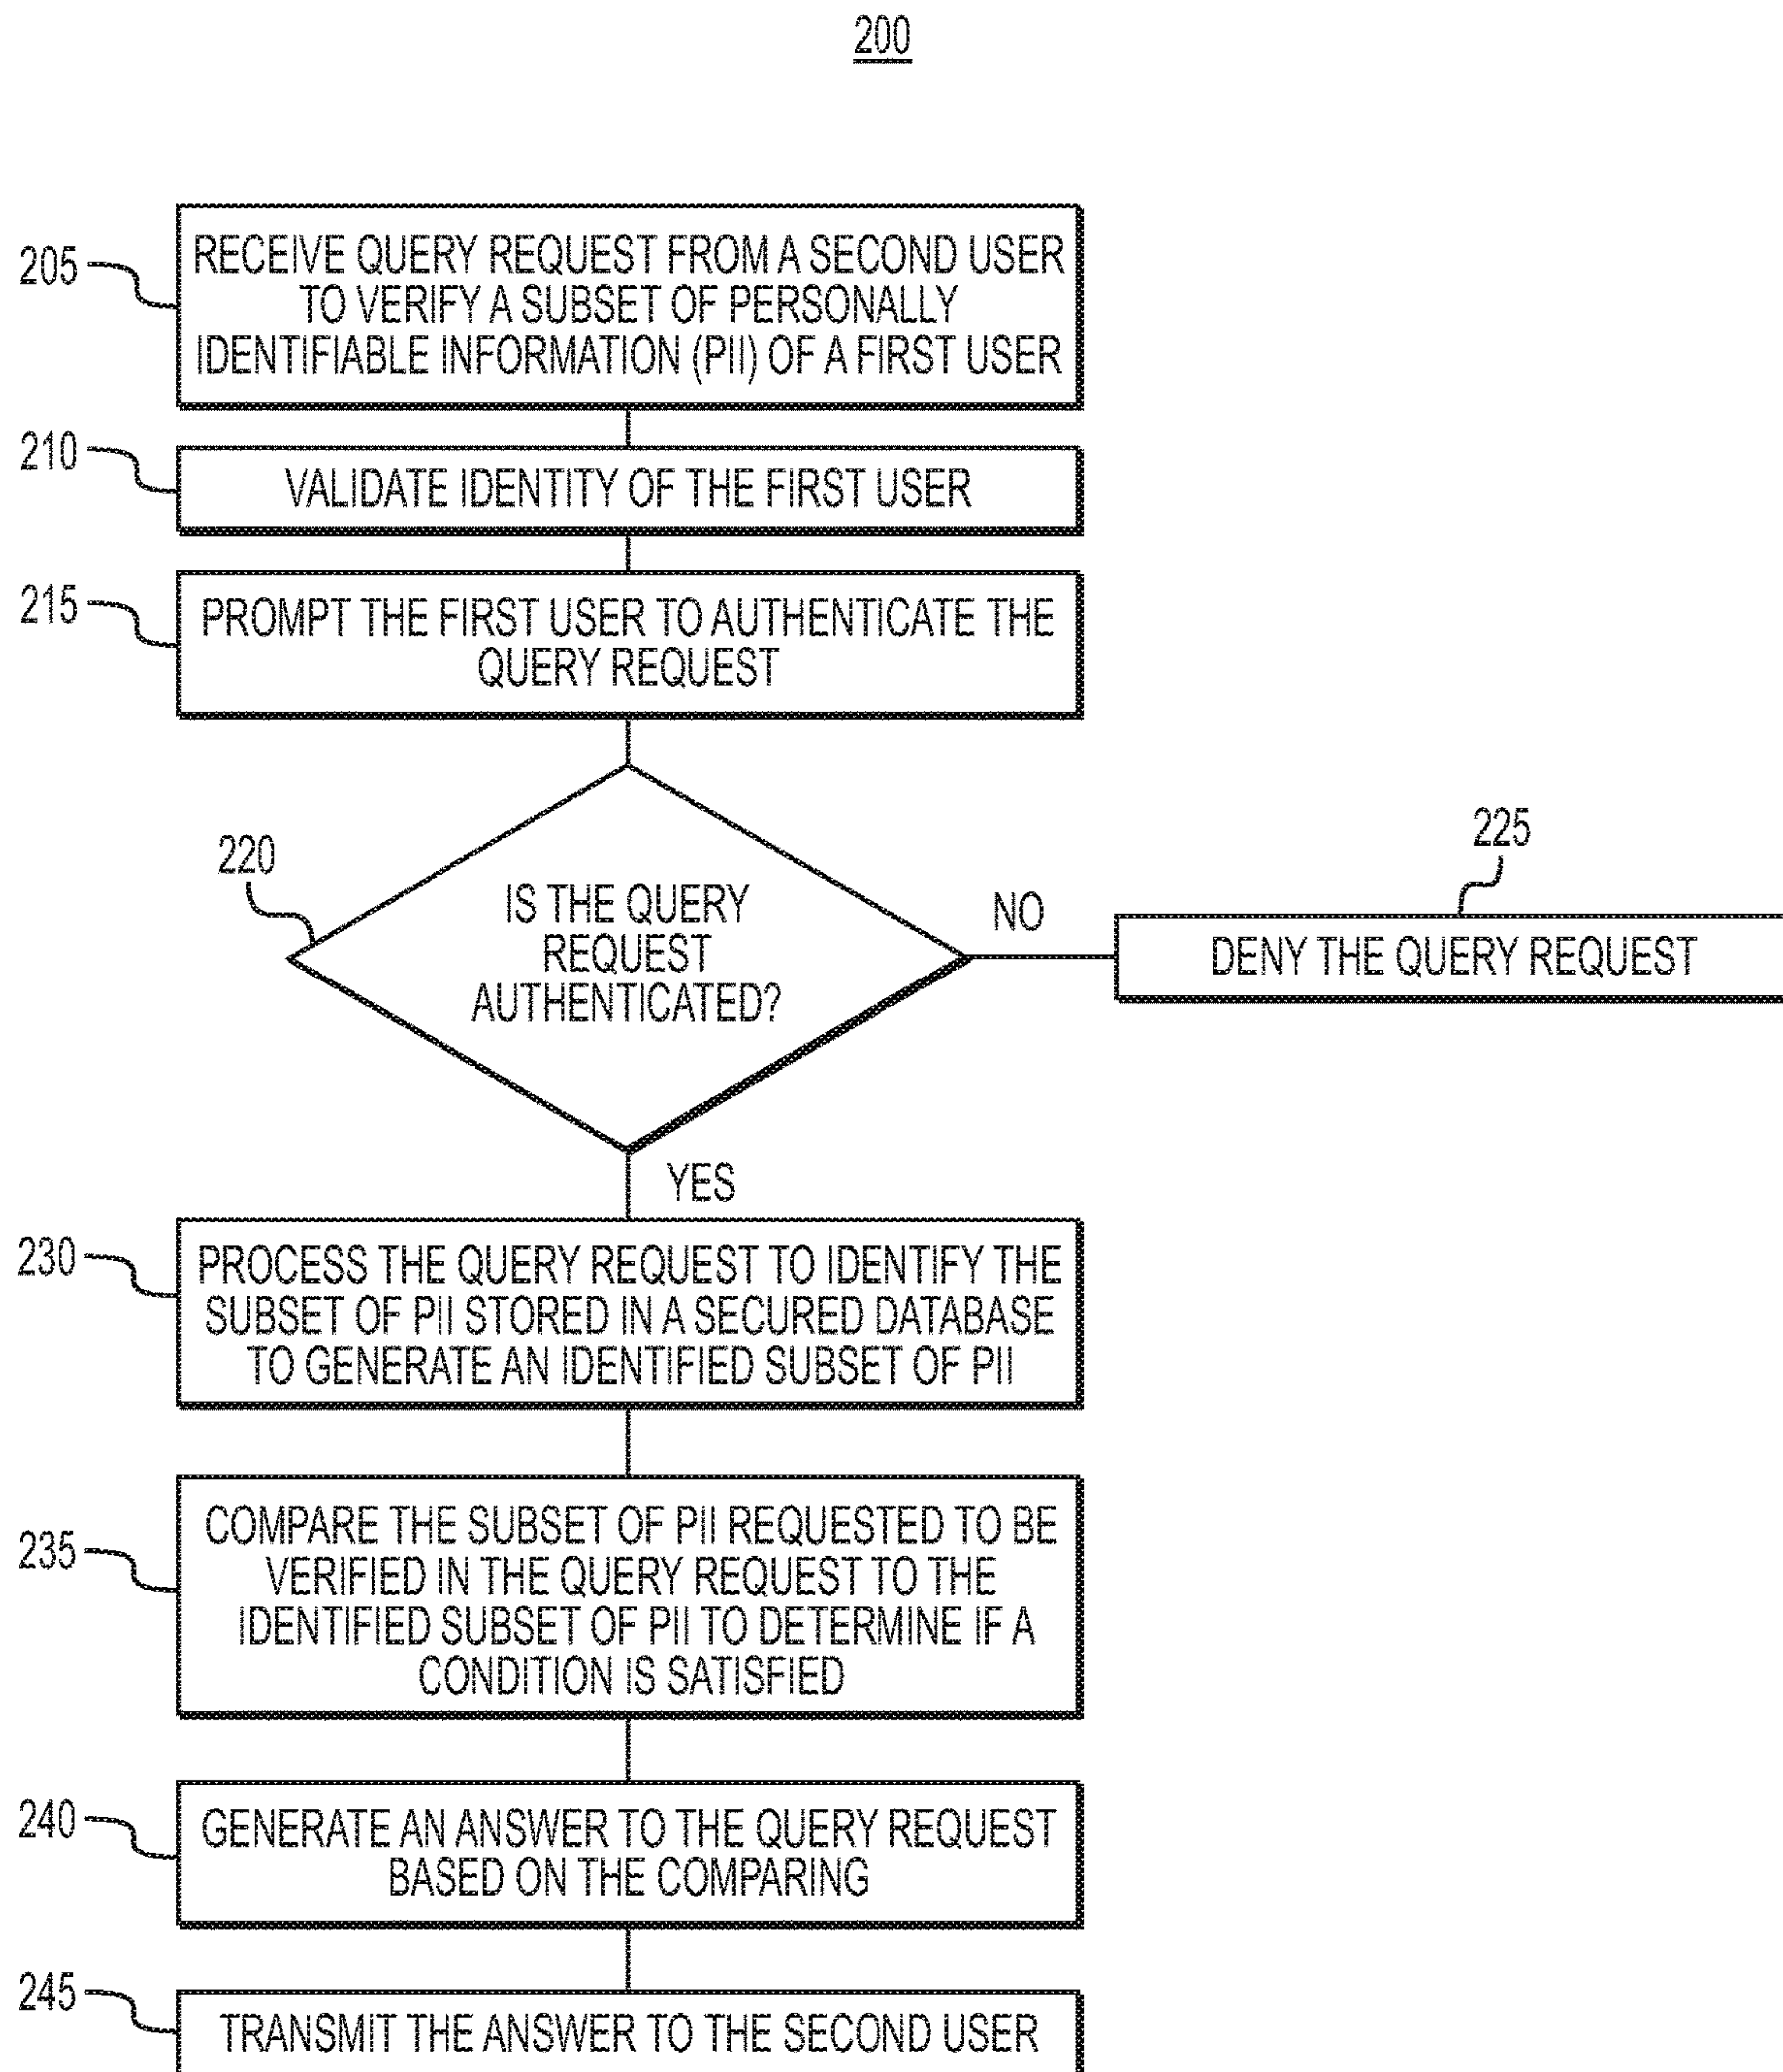 200
205
RECEIVE QUERY REQUEST FROM A SECOND USER
TO VERIFY A SUBSET OF PERSONALLY
IDENTIFIABLE INFORMATION (PII) OF A FIRST USER
210
VALIDATE IDENTITY OF THE FIRST USER
215
PROMPT THE FIRST USER TO AUTHENTICATE THE
QUERY REQUEST
220
IS THE QUERY
REQUEST
AUTHENTICATED?
NO
225
DENY THE QUERY REQUEST
YES
230
PROCESS THE QUERY REQUEST TO IDENTIFY THE
SUBSET OF PII STORED IN A SECURED DATABASE
TO GENERATE AN IDENTIFIED SUBSET OF PII
235
COMPARE THE SUBSET OF PII REQUESTED TO BE
VERIFIED IN THE QUERY REQUEST TO THE
IDENTIFIED SUBSET OF PII TO DETERMINE IF A
CONDITION IS SATISFIED
240
GENERATE AN ANSWER TO THE QUERY REQUEST
BASED ON THE COMPARING
245
TRANSMIT THE ANSWER TO THE SECOND USER